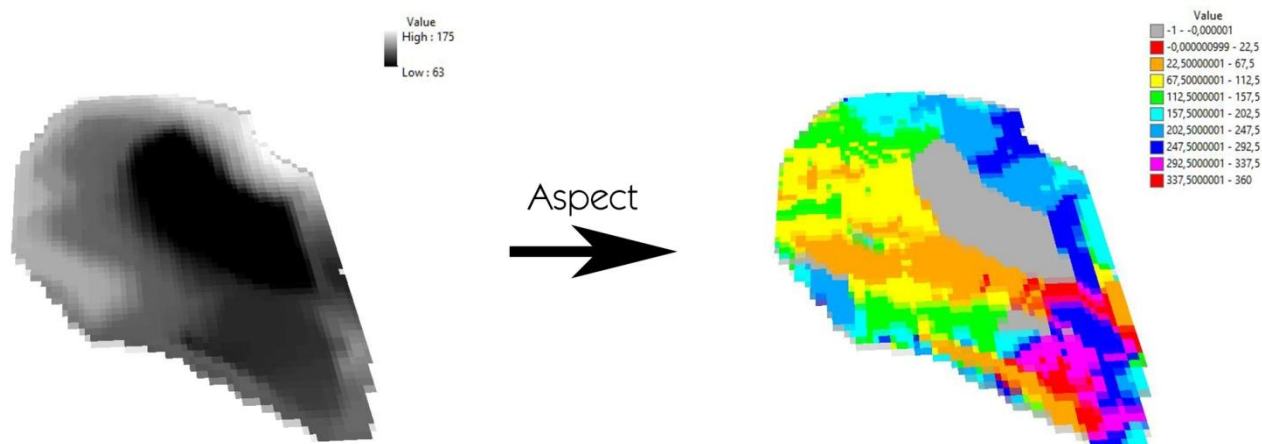 Value
High : 175
Low : 63
Aspect
Value
-1 - -0,000001
-0,000000999 - 22,5
22,50000001 - 67,5
67,50000001 - 112,5
112,5000001 - 157,5
157,5000001 - 202,5
202,5000001 - 247,5
247,5000001 - 292,5
292,5000001 - 337,5
337,5000001 - 360